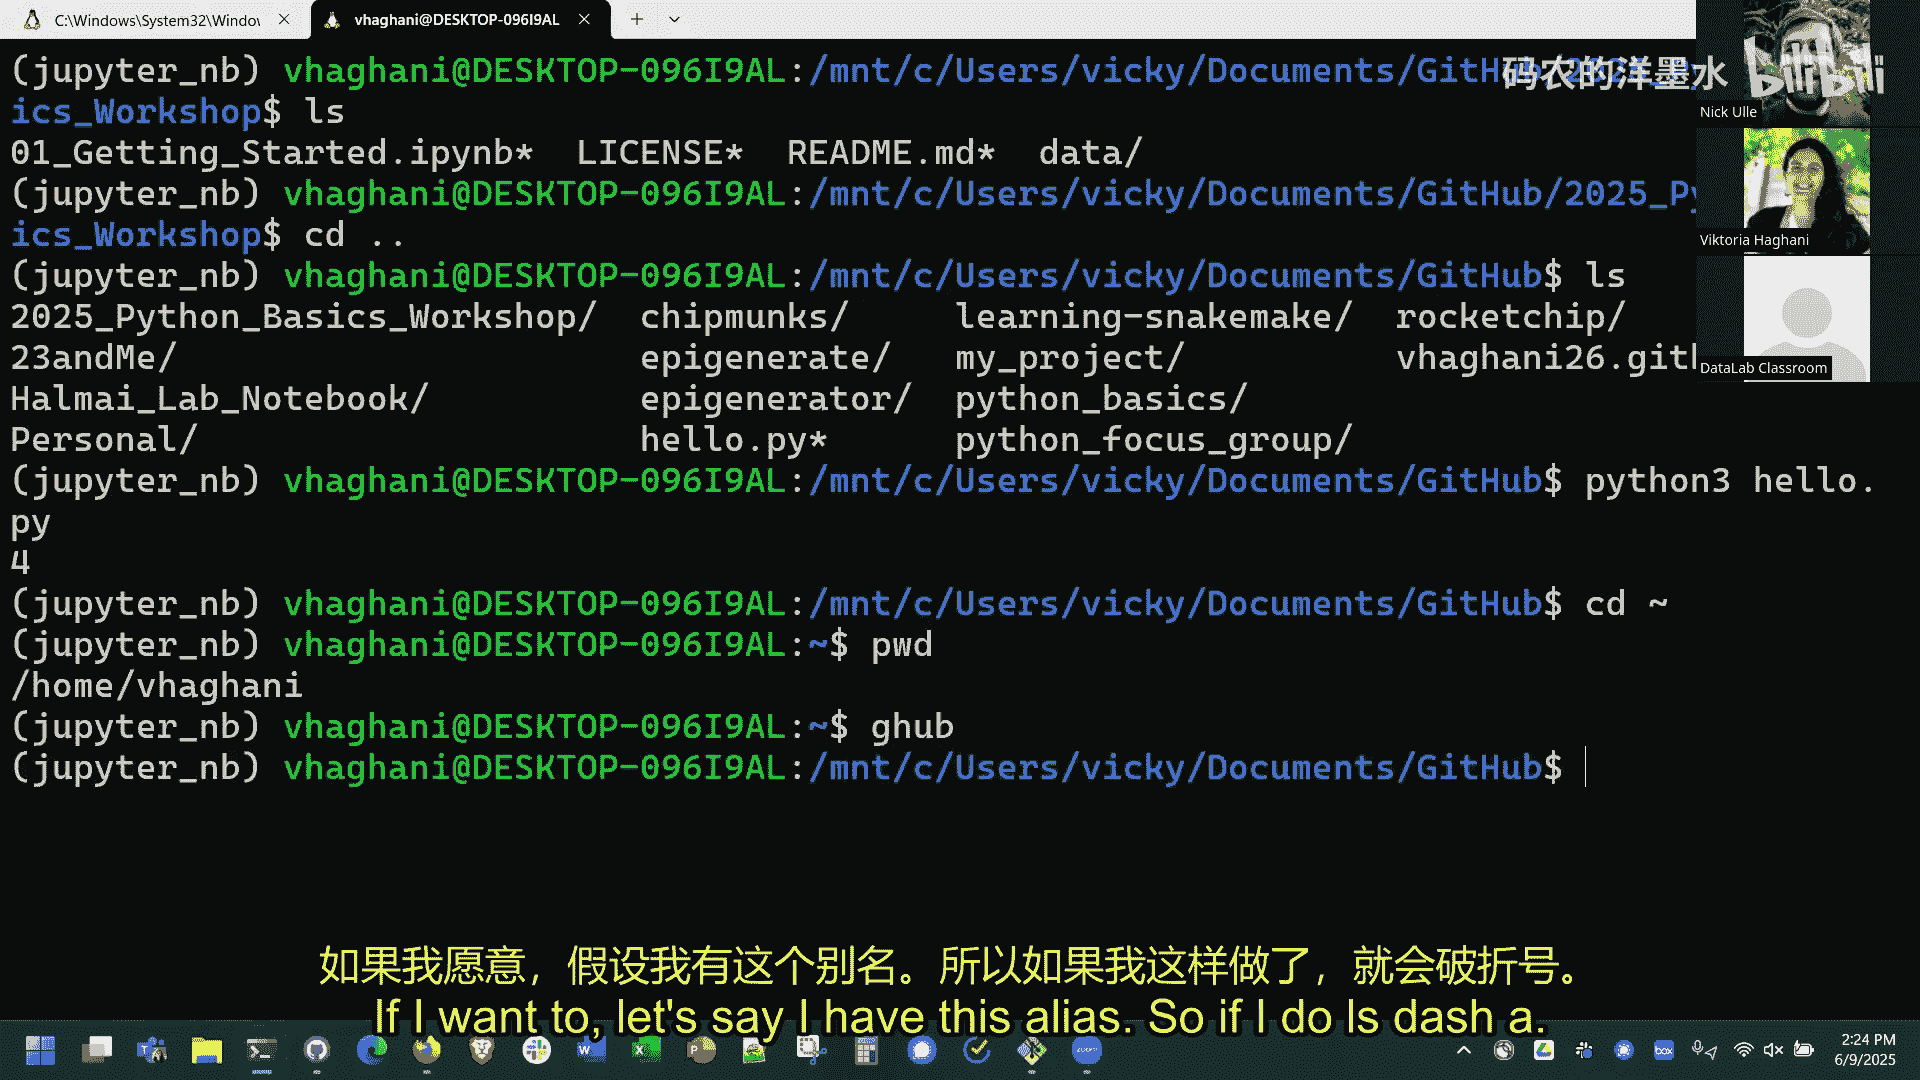 C:\Windows\System32\Windov
vhaghani@DESKTOP-096I9AL
(jupyter_nb) vhaghani@DESKTOP-096I9AL:/mnt/c/Users/vicky/Documents/GitHub/2025_Py
ics_Workshop$ ls
01_Getting_Started.ipynb* LICENSE* README.md* data/
(jupyter_nb) vhaghani@DESKTOP-096I9AL:/mnt/c/Users/vicky/Documents/GitHub/2025_Py
ics_Workshop$ cd ..
(jupyter_nb) vhaghani@DESKTOP-096I9AL:/mnt/c/Users/vicky/Documents/GitHub$ ls
2025_Python_Basics_Workshop/ chipmunks/ learning-snakemake/ rocketchip/
23andMe/ epigenerate/ my_project/ vhaghani26.gith
Halmai_Lab_Notebook/ epigenerator/ python_basics/
Personal/ hello.py* python_focus_group/
(jupyter_nb) vhaghani@DESKTOP-096I9AL:/mnt/c/Users/vicky/Documents/GitHub$ python3 hello.
py
4
(jupyter_nb) vhaghani@DESKTOP-096I9AL:/mnt/c/Users/vicky/Documents/GitHub$ cd ~
(jupyter_nb) vhaghani@DESKTOP-096I9AL:~$ pwd
/home/vhaghani
(jupyter_nb) vhaghani@DESKTOP-096I9AL:~$ ghub
(jupyter_nb) vhaghani@DESKTOP-096I9AL:/mnt/c/Users/vicky/Documents/GitHub$
码农的洋墨水 bilibili
Nick Ulle
Viktoria Haghani
DataLab Classroom
如果我愿意，假设我有这个别名。所以如果我这样做了，就会破折号。
If I want to, let's say I have this alias. So if I do ls dash a.
zoom
box
2:24 PM
6/9/2025